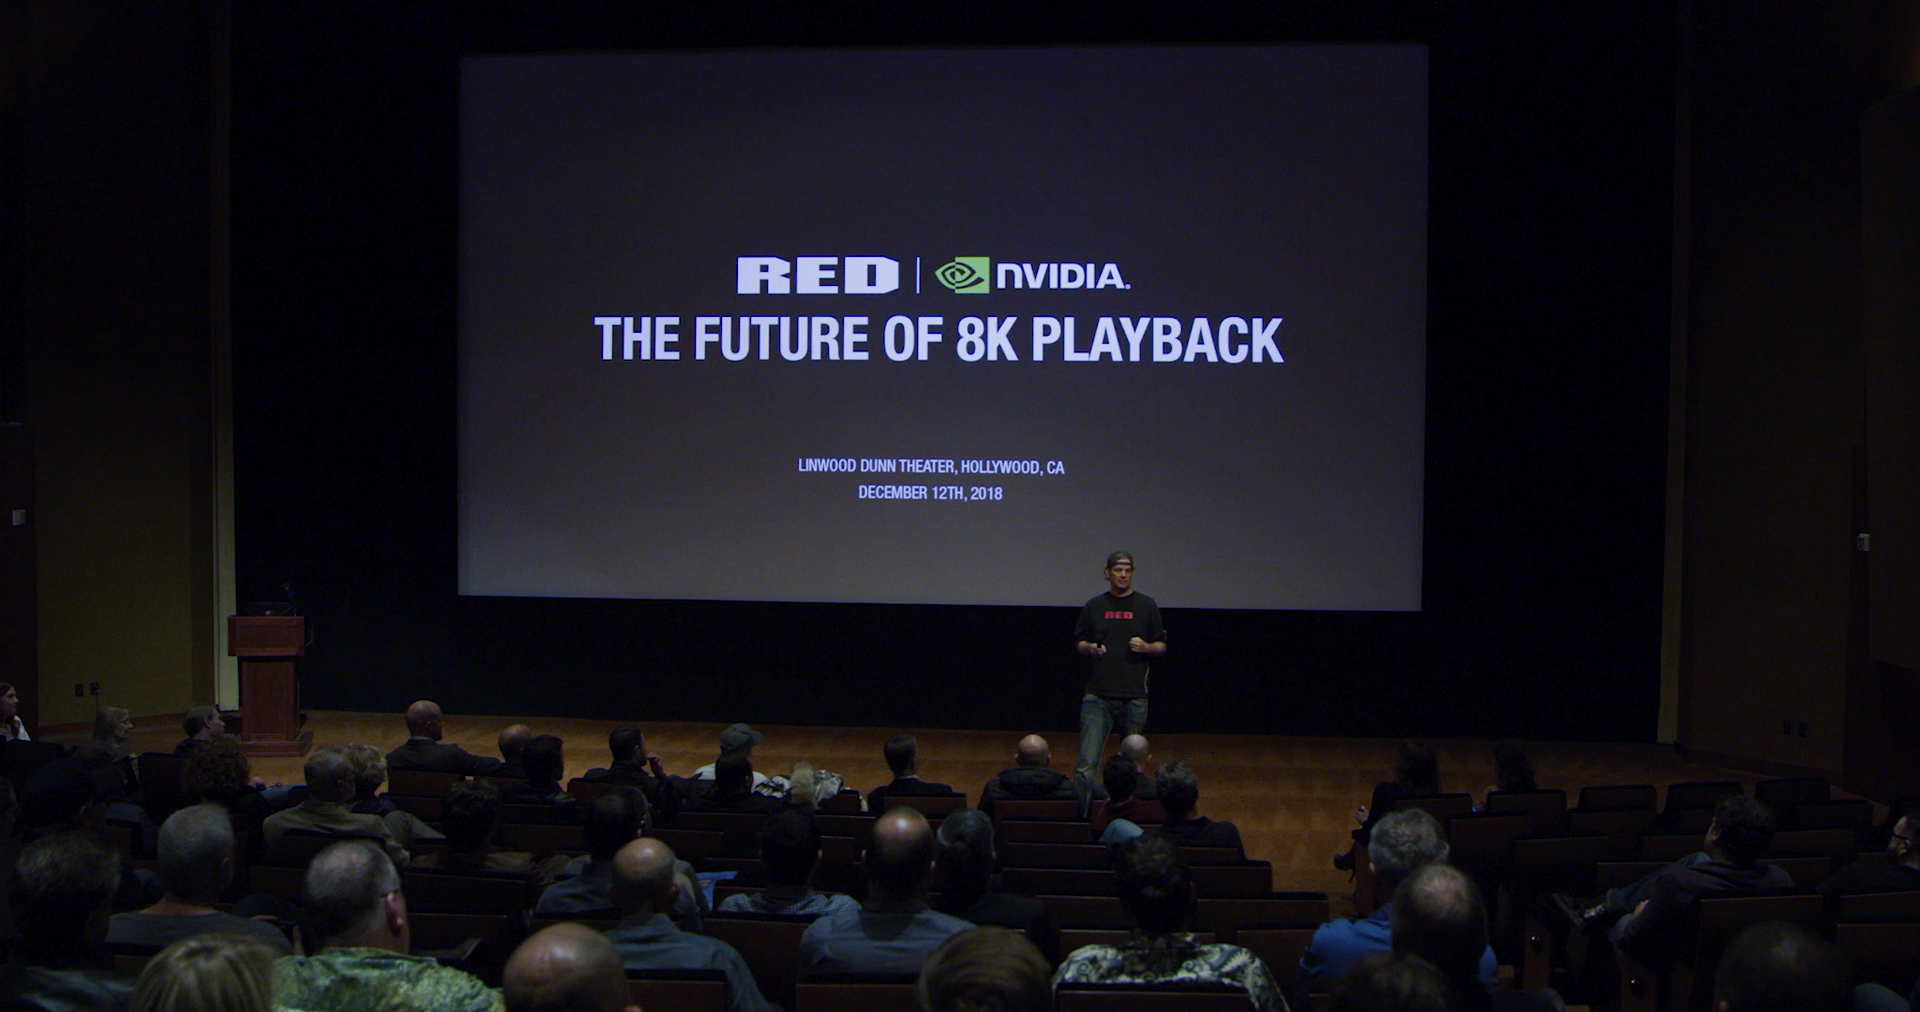 RED | NVIDIA.
THE FUTURE OF 8K PLAYBACK
LINWOOD DUNN THEATER, HOLLYWOOD, CA
DECEMBER 12TH, 2018
RED